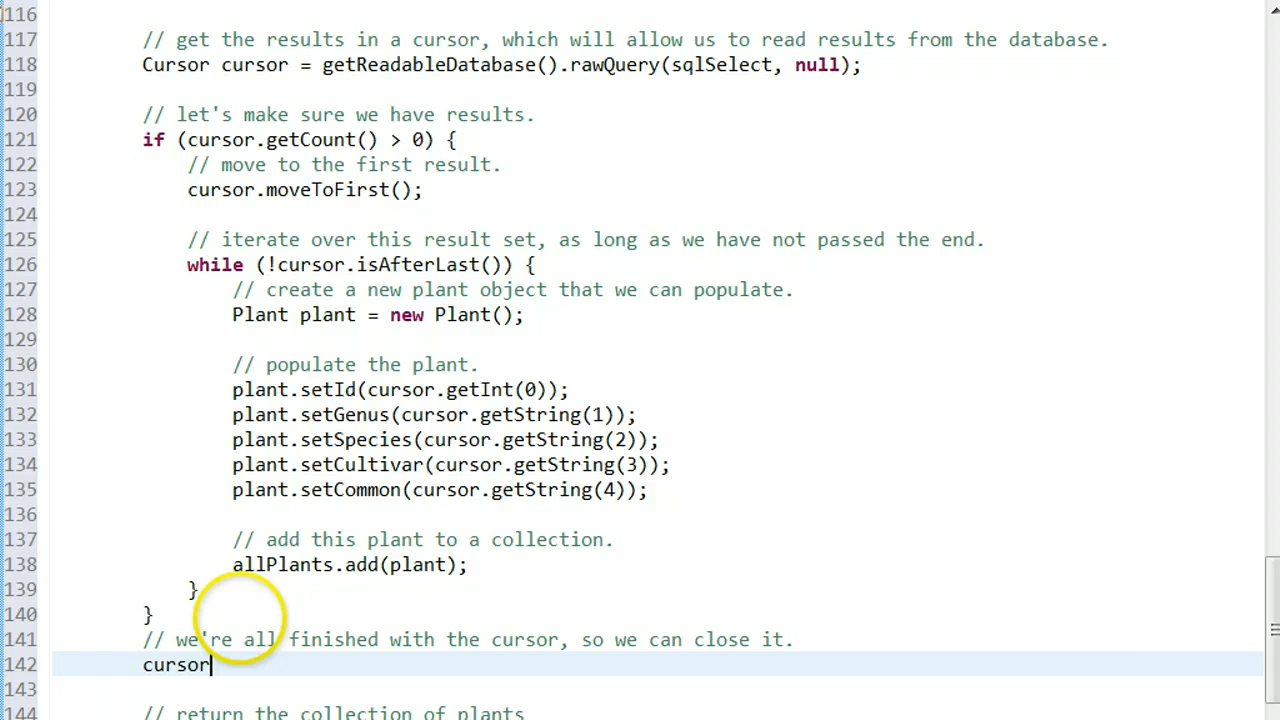 116
117 // get the results in a cursor, which will allow us to read results from the database.
118 Cursor cursor = getReadableDatabase().rawQuery(sqlSelect, null);
119
120 // let's make sure we have results.
121 if (cursor.getCount() > 0) {
122 // move to the first result.
123 cursor.moveToFirst();
124
125 // iterate over this result set, as long as we have not passed the end.
126 while (!cursor.isAfterLast()) {
127 // create a new plant object that we can populate.
128 Plant plant = new Plant();
129
130 // populate the plant.
131 plant.setId(cursor.getInt(0));
132 plant.setGenus(cursor.getString(1));
133 plant.setSpecies(cursor.getString(2));
134 plant.setCultivar(cursor.getString(3));
135 plant.setCommon(cursor.getString(4));
136
137 // add this plant to a collection.
138 allPlants.add(plant);
139 }
140 }
141 // we're all finished with the cursor, so we can close it.
142 cursor
143
144 // return the collection of plants